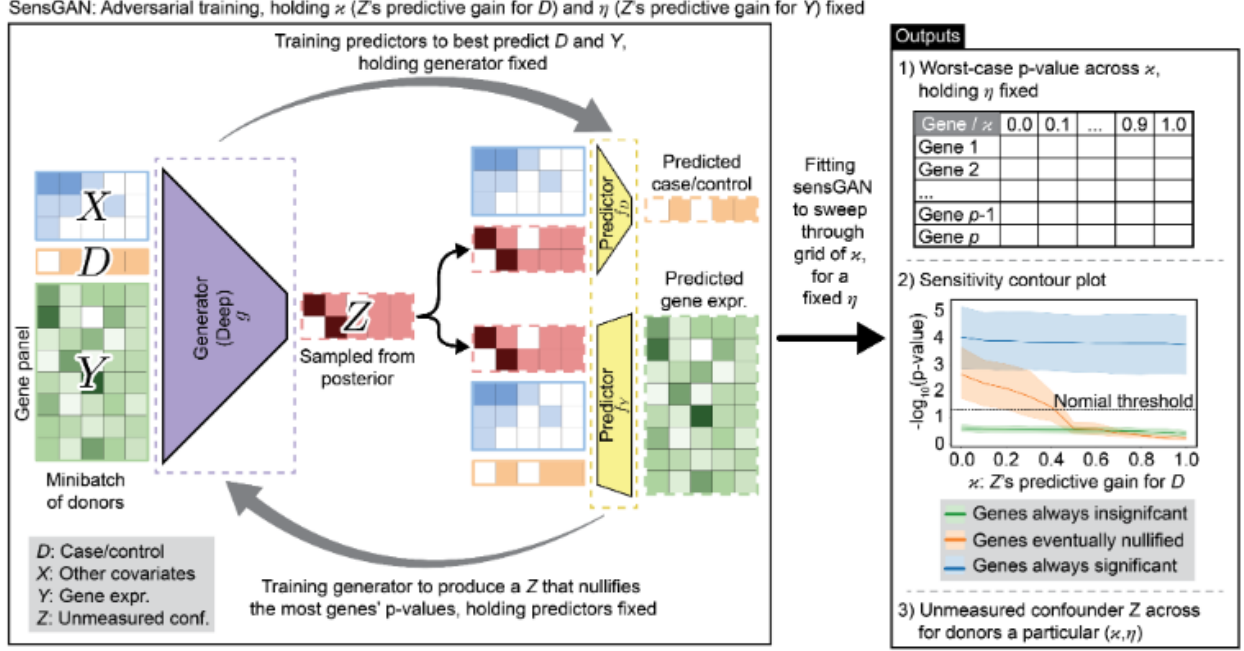 SensGAN: Adversarial training, holding ϰ (Z's predictive gain for D) and η (Z's predictive gain for Y) fixed
Training predictors to best predict D and Y,
holding generator fixed
X
D
Y
Gene panel
Minibatch
of donors
Generator
(Deep)
g
Z
Sampled from
posterior
Predictor
f_D
Predictor
f_Y
Predicted
case/control
Predicted
gene expr.
Training generator to produce a Z that nullifies
the most genes' p-values, holding predictors fixed
D: Case/control
X: Other covariates
Y: Gene expr.
Z: Unmeasured conf.
Fitting
sensGAN
to sweep
through
grid of ϰ,
for a
fixed η
Outputs
1) Worst-case p-value across ϰ,
holding η fixed
Gene / ϰ 0.0 0.1 ... 0.9 1.0
Gene 1
Gene 2
...
Gene p-1
Gene p
2) Sensitivity contour plot
-log10(p-value)
5
4
3
2
1
0
Nomial threshold
0.0 0.2 0.4 0.6 0.8 1.0
ϰ: Z's predictive gain for D
Genes always insignifcant
Genes eventually nullified
Genes always significant
3) Unmeasured confounder Z across
for donors a particular (ϰ,η)